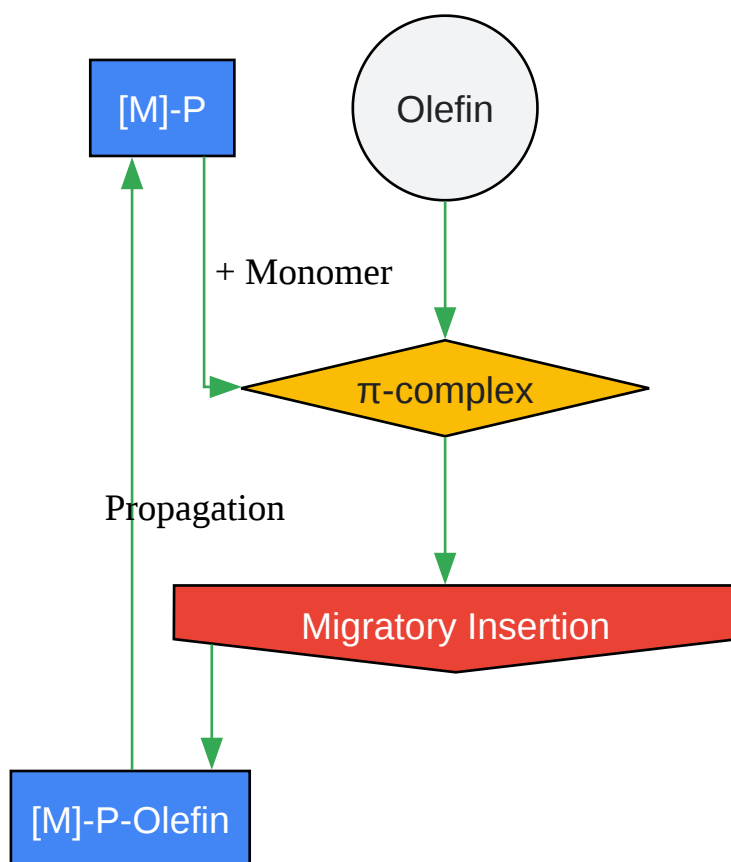 [M]-P
Olefin
+ Monomer
π-complex
Propagation
Migratory Insertion
[M]-P-Olefin